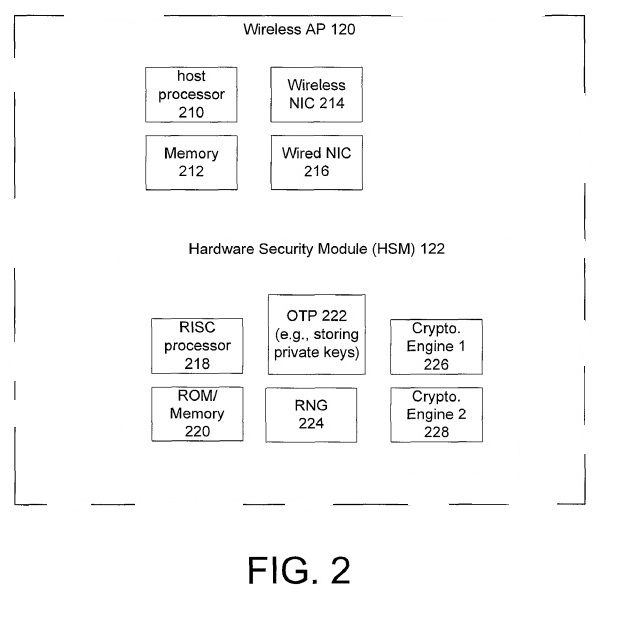 Wireless AP 120
host
processor
210
Wireless
NIC 214
Memory
212
Wired NIC
216
Hardware Security Module (HSM) 122
RISC
processor
218
OTP 222
(e.g., storing
private keys)
Crypto.
Engine 1
226
ROM/
Memory
220
RNG
224
Crypto.
Engine 2
228
FIG. 2